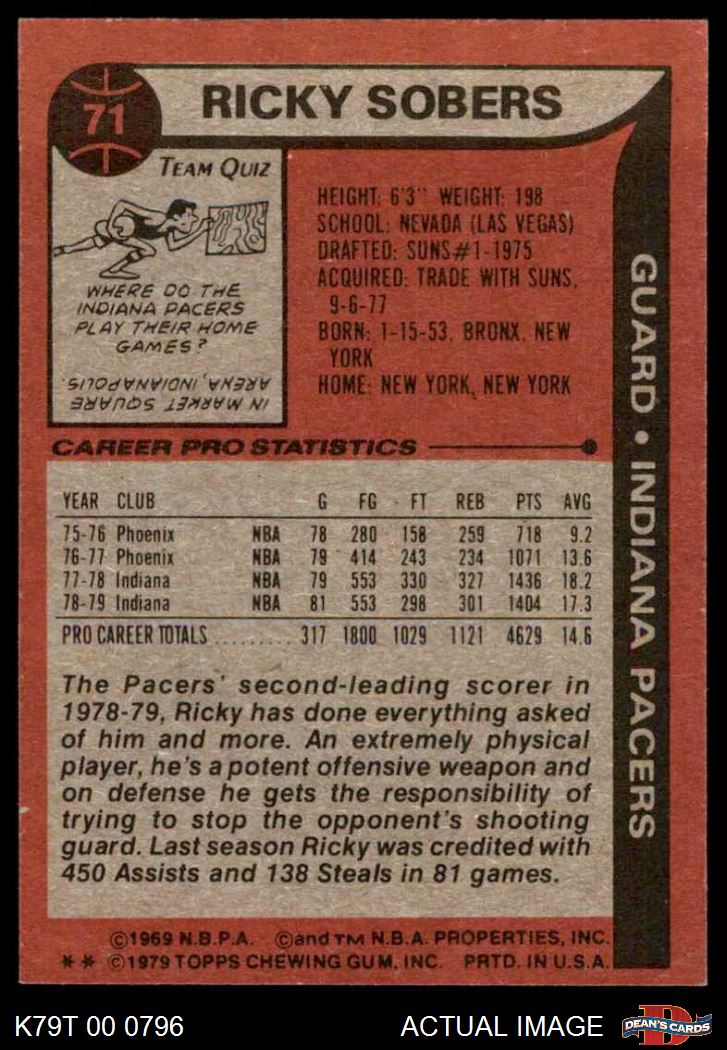 71
RICKY SOBERS
TEAM QUIZ
WHERE DO THE
INDIANA PACERS
PLAY THEIR HOME
GAMES?
IN MARKET SQUARE
ARENA, INDIANAPOLIS.
HEIGHT: 6'3" WEIGHT: 198
SCHOOL: NEVADA (LAS VEGAS)
DRAFTED: SUNS#1-1975
ACQUIRED: TRADE WITH SUNS,
9-6-77
BORN: 1-15-53, BRONX, NEW
YORK
HOME: NEW YORK, NEW YORK
GUARD • INDIANA PACERS
CAREER PRO STATISTICS
YEAR CLUB G FG FT REB PTS AVG
75-76 Phoenix NBA 78 280 158 259 718 9.2
76-77 Phoenix NBA 79 414 243 234 1071 13.6
77-78 Indiana NBA 79 553 330 327 1436 18.2
78-79 Indiana NBA 81 553 298 301 1404 17.3
PRO CAREER TOTALS .......... 317 1800 1029 1121 4629 14.6
The Pacers' second-leading scorer in
1978-79, Ricky has done everything asked
of him and more. An extremely physical
player, he's a potent offensive weapon and
on defense he gets the responsibility of
trying to stop the opponent's shooting
guard. Last season Ricky was credited with
450 Assists and 138 Steals in 81 games.
©1969 N.B.P.A. ©and TM N.B.A. PROPERTIES, INC.
** ©1979 TOPPS CHEWING GUM, INC. PRTD. IN U.S.A.
K79T 00 0796
ACTUAL IMAGE
D
DEAN'S CARDS